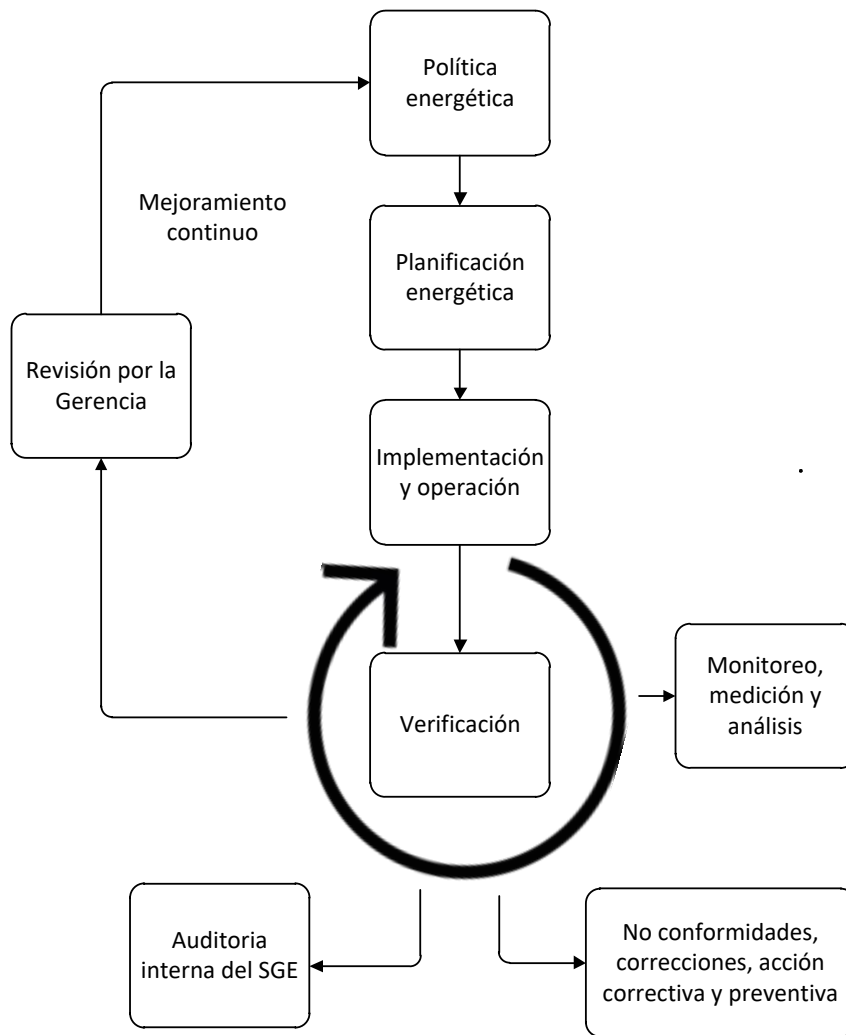 Política
energética
Mejoramiento
continuo
Planificación
energética
Revisión por la
Gerencia
Implementación
y operación
.
Verificación
Monitoreo,
medición y
análisis
Auditoria
interna del SGE
No conformidades,
correcciones, acción
correctiva y preventiva